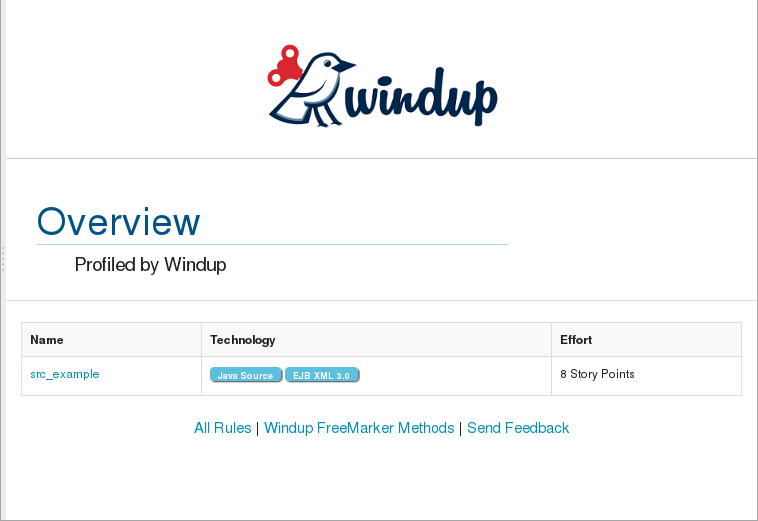 windup
Overview
Profiled by Windup
Name Technology Effort
src_example Java Source EJB XML 3.0 8 Story Points
All Rules | Windup FreeMarker Methods | Send Feedback